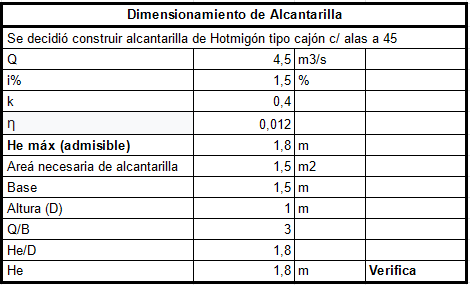 Dimensionamiento de Alcantarilla
Se decidió construir alcantarilla de Hotmigón tipo cajón c/ alas a 45
Q 4,5 m3/s
i% 1,5 %
k 0,4
η 0,012
He máx (admisible) 1,8 m
Areá necesaria de alcantarilla 1,5 m2
Base 1,5 m
Altura (D) 1 m
Q/B 3
He/D 1,8
He 1,8 m Verifica